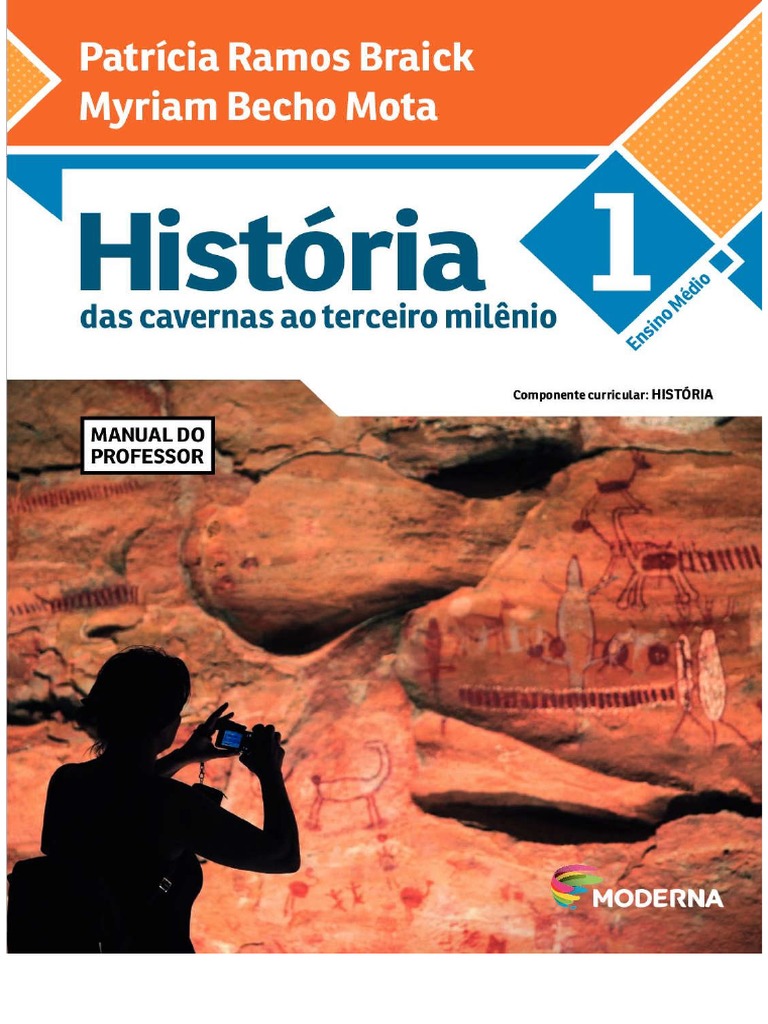 Patrícia Ramos Braick
Myriam Becho Mota
História
das cavernas ao terceiro milênio
1
Ensino Médio
Componente curricular: HISTÓRIA
MANUAL DO
PROFESSOR
MODERNA